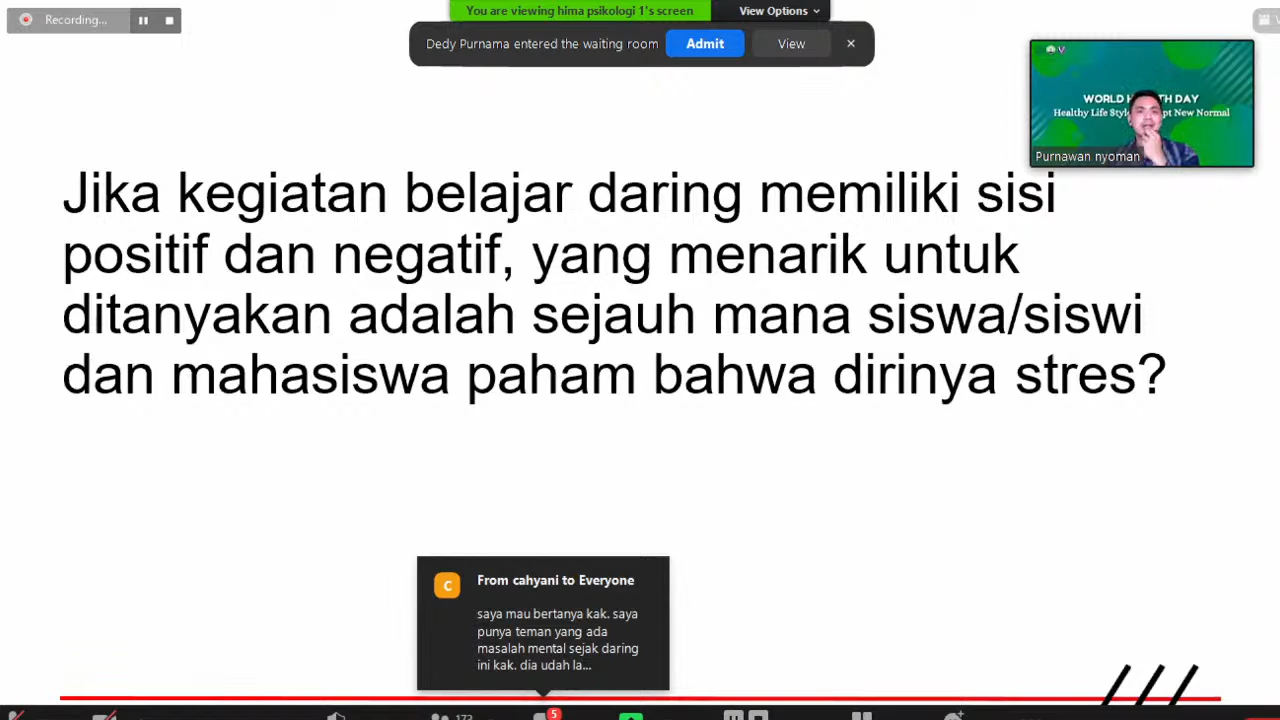 Recording...
You are viewing hima psikologi 1's screen
View Options
Dedy Purnama entered the waiting room
Admit
View
WORLD H TH DAY
Healthy Life Styl pt New Normal
Purnawan nyoman
Jika kegiatan belajar daring memiliki sisi
positif dan negatif, yang menarik untuk
ditanyakan adalah sejauh mana siswa/siswi
dan mahasiswa paham bahwa dirinya stres?
C
From cahyani to Everyone
saya mau bertanya kak. saya
punya teman yang ada
masalah mental sejak daring
ini kak. dia udah la...
5